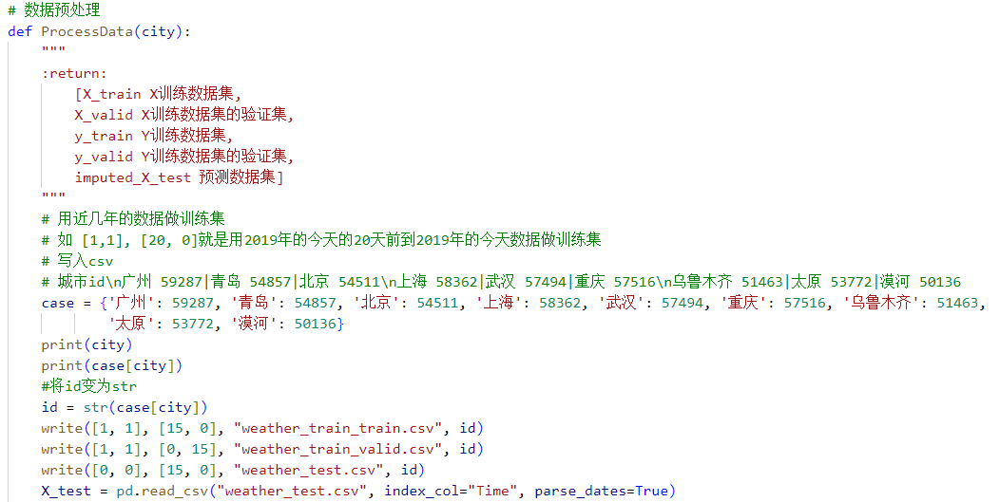 # 数据预处理
def ProcessData(city):
    """
    :return:
        [X_train X训练数据集,
        X_valid X训练数据集的验证集,
        y_train Y训练数据集,
        y_valid Y训练数据集的验证集,
        imputed_X_test 预测数据集]
    """
    # 用近几年的数据做训练集
    # 如 [1,1], [20, 0]就是用2019年的今天的20天前到2019年的今天数据做训练集
    # 写入csv
    # 城市id\n广州 59287|青岛 54857|北京 54511\n上海 58362|武汉 57494|重庆 57516\n乌鲁木齐 51463|太原 53772|漠河 50136
    case = {'广州': 59287, '青岛': 54857, '北京': 54511, '上海': 58362, '武汉': 57494, '重庆': 57516, '乌鲁木齐': 51463,
            '太原': 53772, '漠河': 50136}
    print(city)
    print(case[city])
    #将id变为str
    id = str(case[city])
    write([1, 1], [15, 0], "weather_train_train.csv", id)
    write([1, 1], [0, 15], "weather_train_valid.csv", id)
    write([0, 0], [15, 0], "weather_test.csv", id)
    X_test = pd.read_csv("weather_test.csv", index_col="Time", parse_dates=True)